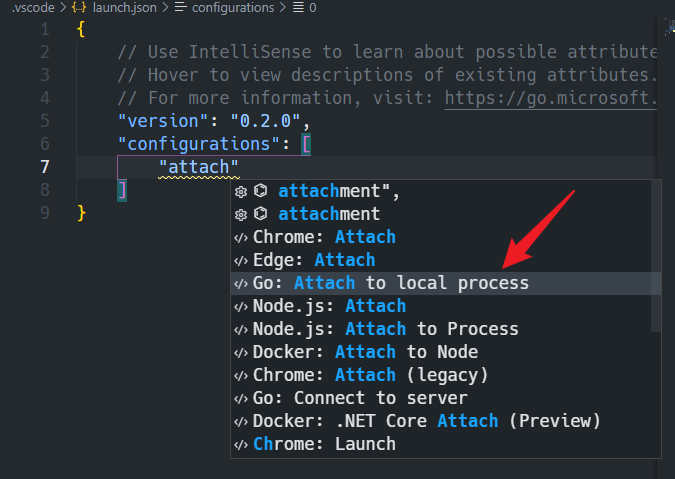 .vscode > launch.json > configurations > 0
1 {
2 // Use IntelliSense to learn about possible attribute
3 // Hover to view descriptions of existing attributes.
4 // For more information, visit: https://go.microsoft.
5 "version": "0.2.0",
6 "configurations": [
7 "attach"
8 ]
9 }
attachment",
attachment
Chrome: Attach
Edge: Attach
Go: Attach to local process
Node.js: Attach
Node.js: Attach to Process
Docker: Attach to Node
Chrome: Attach (legacy)
Go: Connect to server
Docker: .NET Core Attach (Preview)
Chrome: Launch